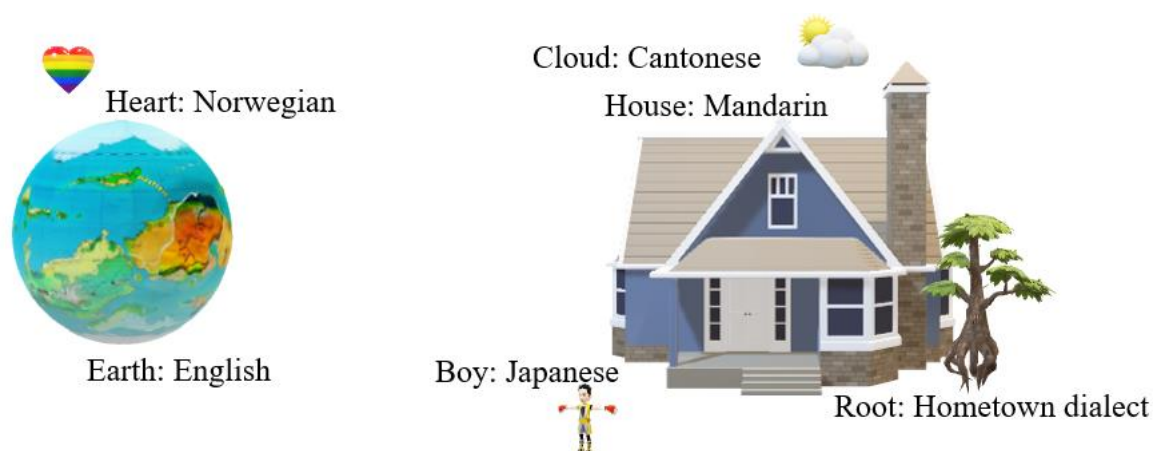 Cloud: Cantonese
Heart: Norwegian
House: Mandarin
Earth: English
Boy: Japanese
Root: Hometown dialect